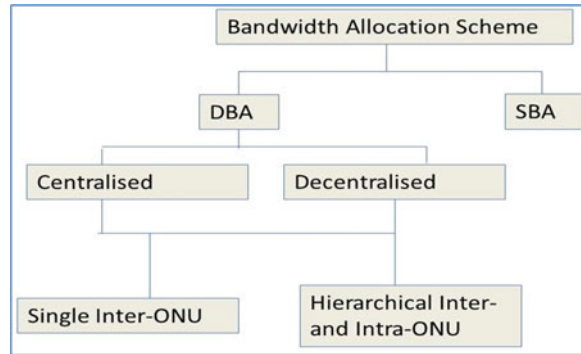 Bandwidth Allocation Scheme
DBA
SBA
Centralised
Decentralised
Single Inter-ONU
Hierarchical Inter-
and Intra-ONU